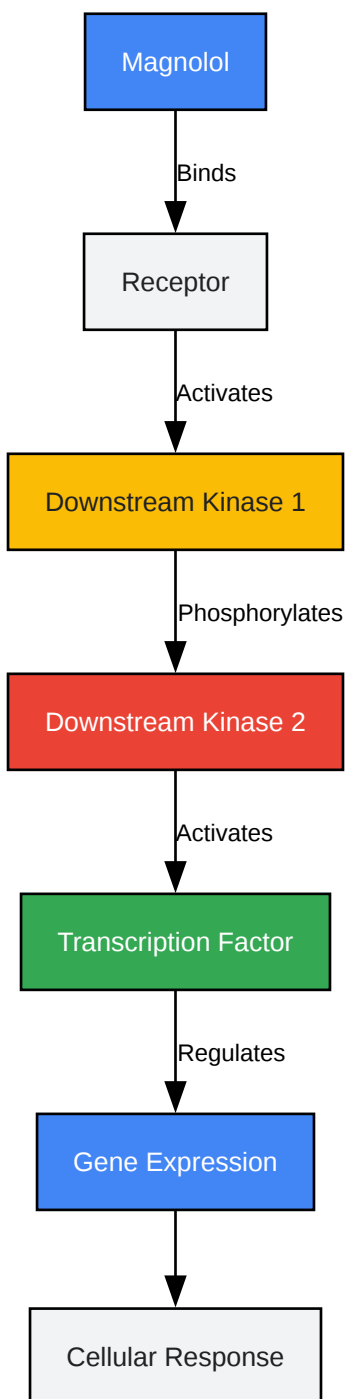 Magnolol
Binds
Receptor
Activates
Downstream Kinase 1
Phosphorylates
Downstream Kinase 2
Activates
Transcription Factor
Regulates
Gene Expression
Cellular Response